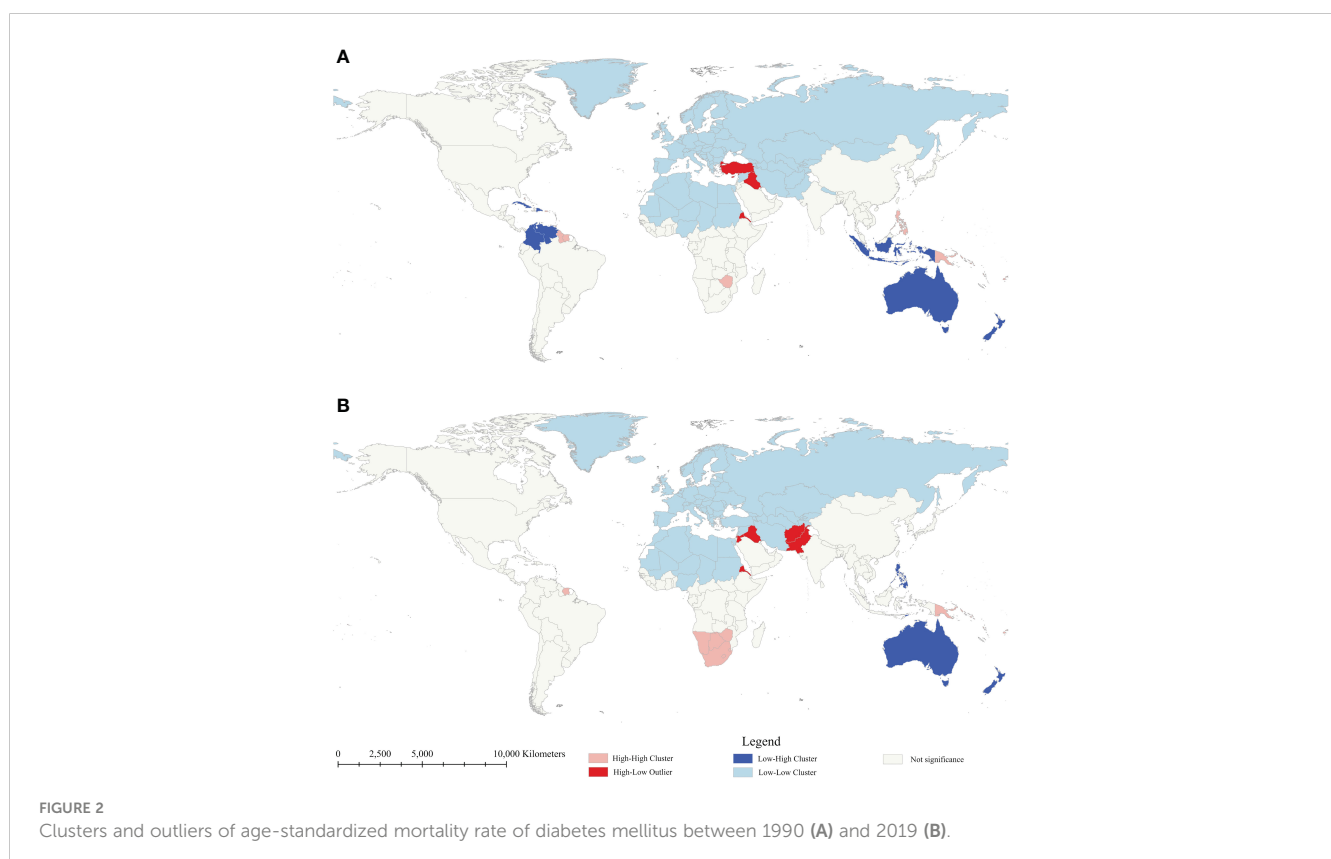 A
B
0 2,500 5,000 10,000 Kilometers
Legend
High-High Cluster Low-High Cluster Not significance
High-Low Outlier Low-Low Cluster
FIGURE 2
Clusters and outliers of age-standardized mortality rate of diabetes mellitus between 1990 (A) and 2019 (B).